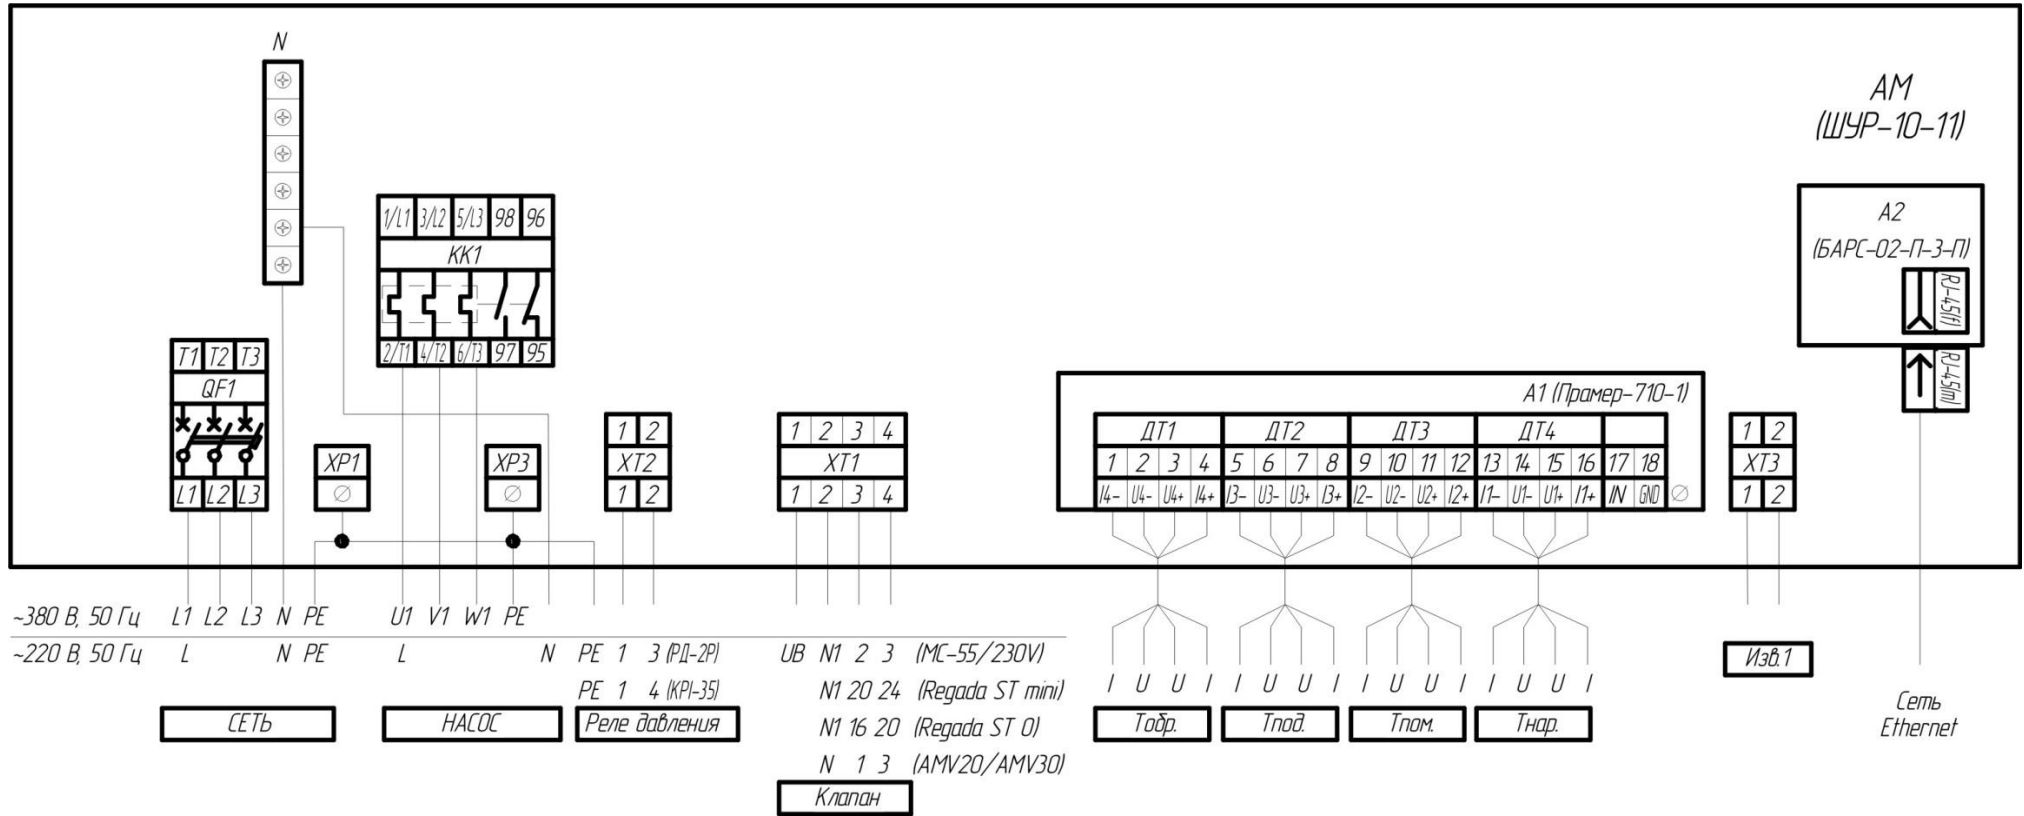 N
АМ
(ШУР-10-11)
A2
(БАРС-02-П-3-П)
RJ-45(f)
RJ-45(m)
1/L1 3/L2 5/L3 98 96
KK1
2/T1 4/T2 6/T3 97 95
T1 T2 T3
QF1
L1 L2 L3
XP1
XP3
1 2
XT2
1 2
1 2 3 4
XT1
1 2 3 4
A1 (Прамер-710-1)
ДТ1 ДТ2 ДТ3 ДТ4
1 2 3 4 5 6 7 8 9 10 11 12 13 14 15 16 17 18
I4- U4- U4+ I4+ I3- U3- U3+ I3+ I2- U2- U2+ I2+ I1- U1- U1+ I1+ IN GND
1 2
XT3
1 2
~380 В, 50 Гц L1 L2 L3 N PE U1 V1 W1 PE
~220 В, 50 Гц L N PE L N PE 1 3 (РД-2Р) UB N1 2 3 (МС-55/230V)
PE 1 4 (KPI-35) N1 20 24 (Regada ST mini)
N1 16 20 (Regada ST 0)
N 1 3 (AMV20/AMV30)
I U U I I U U I I U U I I U U I
СЕТЬ
НАСОС
Реле давления
Клапан
Тобр.
Тпод.
Тпом.
Тнар.
Изв.1
Сеть
Ethernet